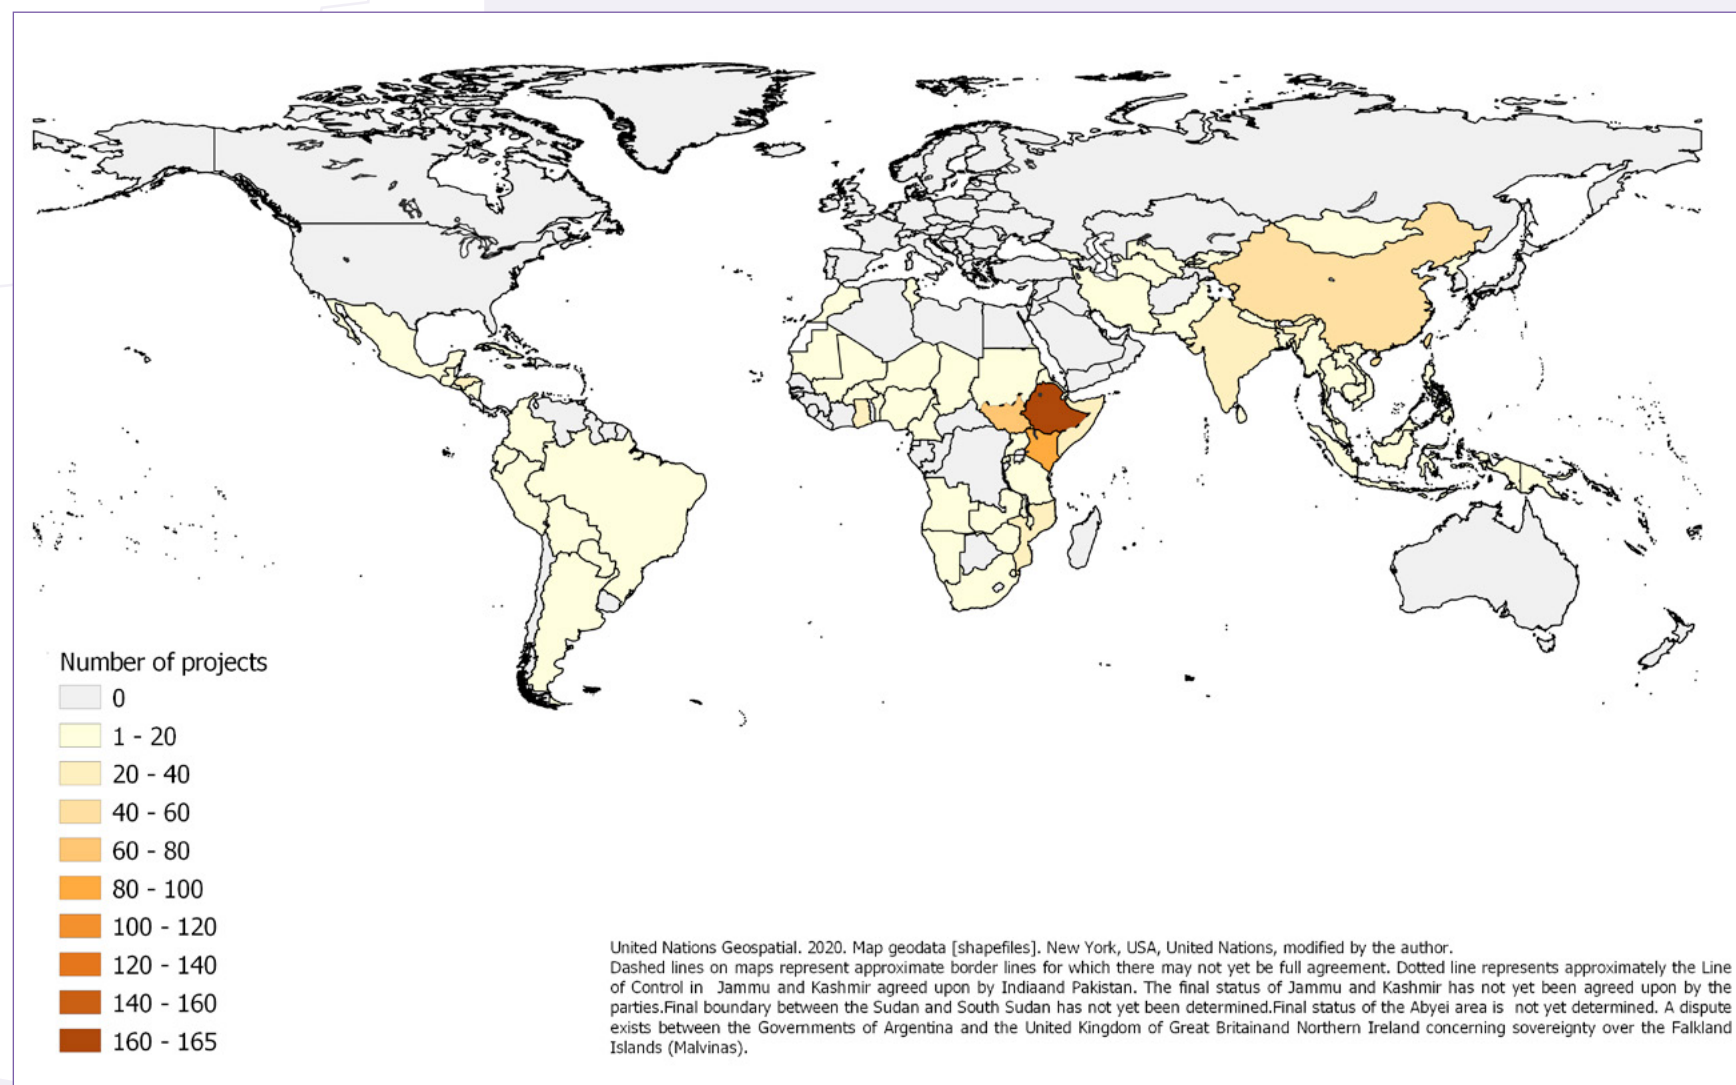 Number of projects
0
1 - 20
20 - 40
40 - 60
60 - 80
80 - 100
100 - 120
120 - 140
140 - 160
160 - 165
United Nations Geospatial. 2020. Map geodata [shapefiles]. New York, USA, United Nations, modified by the author.
Dashed lines on maps represent approximate border lines for which there may not yet be full agreement. Dotted line represents approximately the Line
of Control in Jammu and Kashmir agreed upon by Indiaand Pakistan. The final status of Jammu and Kashmir has not yet been agreed upon by the
parties.Final boundary between the Sudan and South Sudan has not yet been determined.Final status of the Abyei area is not yet determined. A dispute
exists between the Governments of Argentina and the United Kingdom of Great Britainand Northern Ireland concerning sovereignty over the Falkland
Islands (Malvinas).